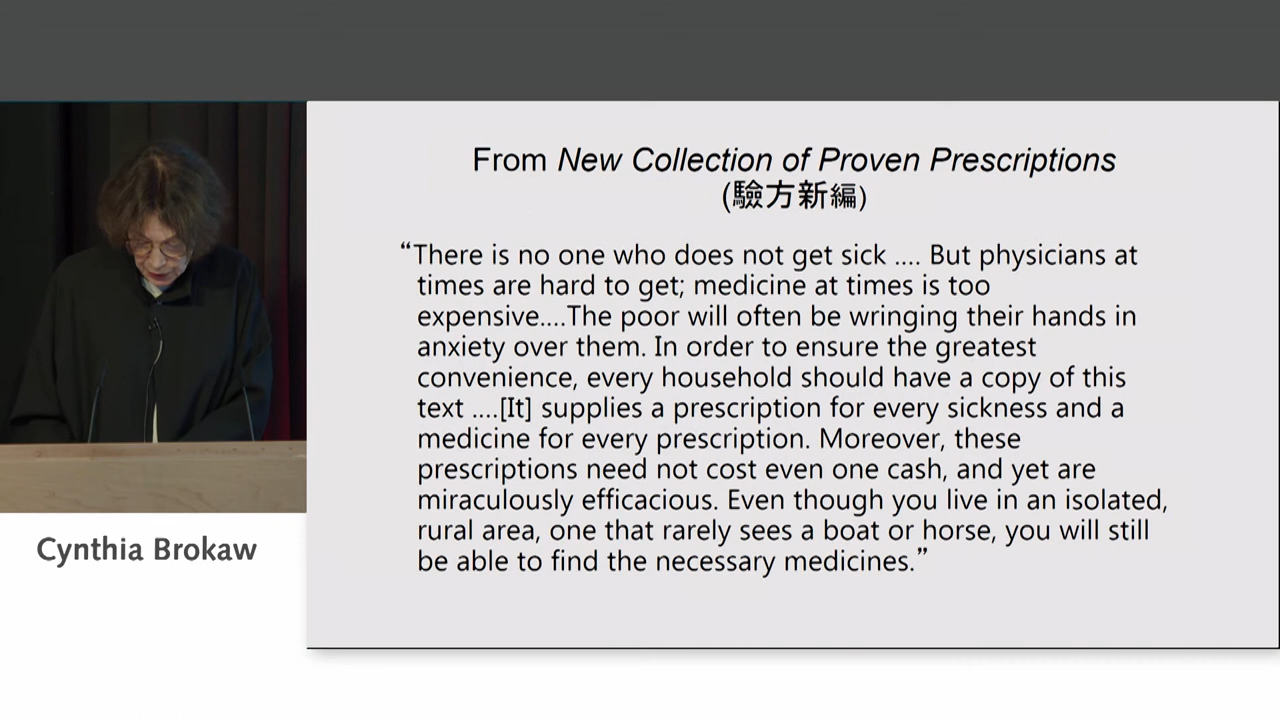 From New Collection of Proven Prescriptions
(驗方新編)
“There is no one who does not get sick .... But physicians at
times are hard to get; medicine at times is too
expensive....The poor will often be wringing their hands in
anxiety over them. In order to ensure the greatest
convenience, every household should have a copy of this
text ....[It] supplies a prescription for every sickness and a
medicine for every prescription. Moreover, these
prescriptions need not cost even one cash, and yet are
miraculously efficacious. Even though you live in an isolated,
rural area, one that rarely sees a boat or horse, you will still
be able to find the necessary medicines.”
Cynthia Brokaw